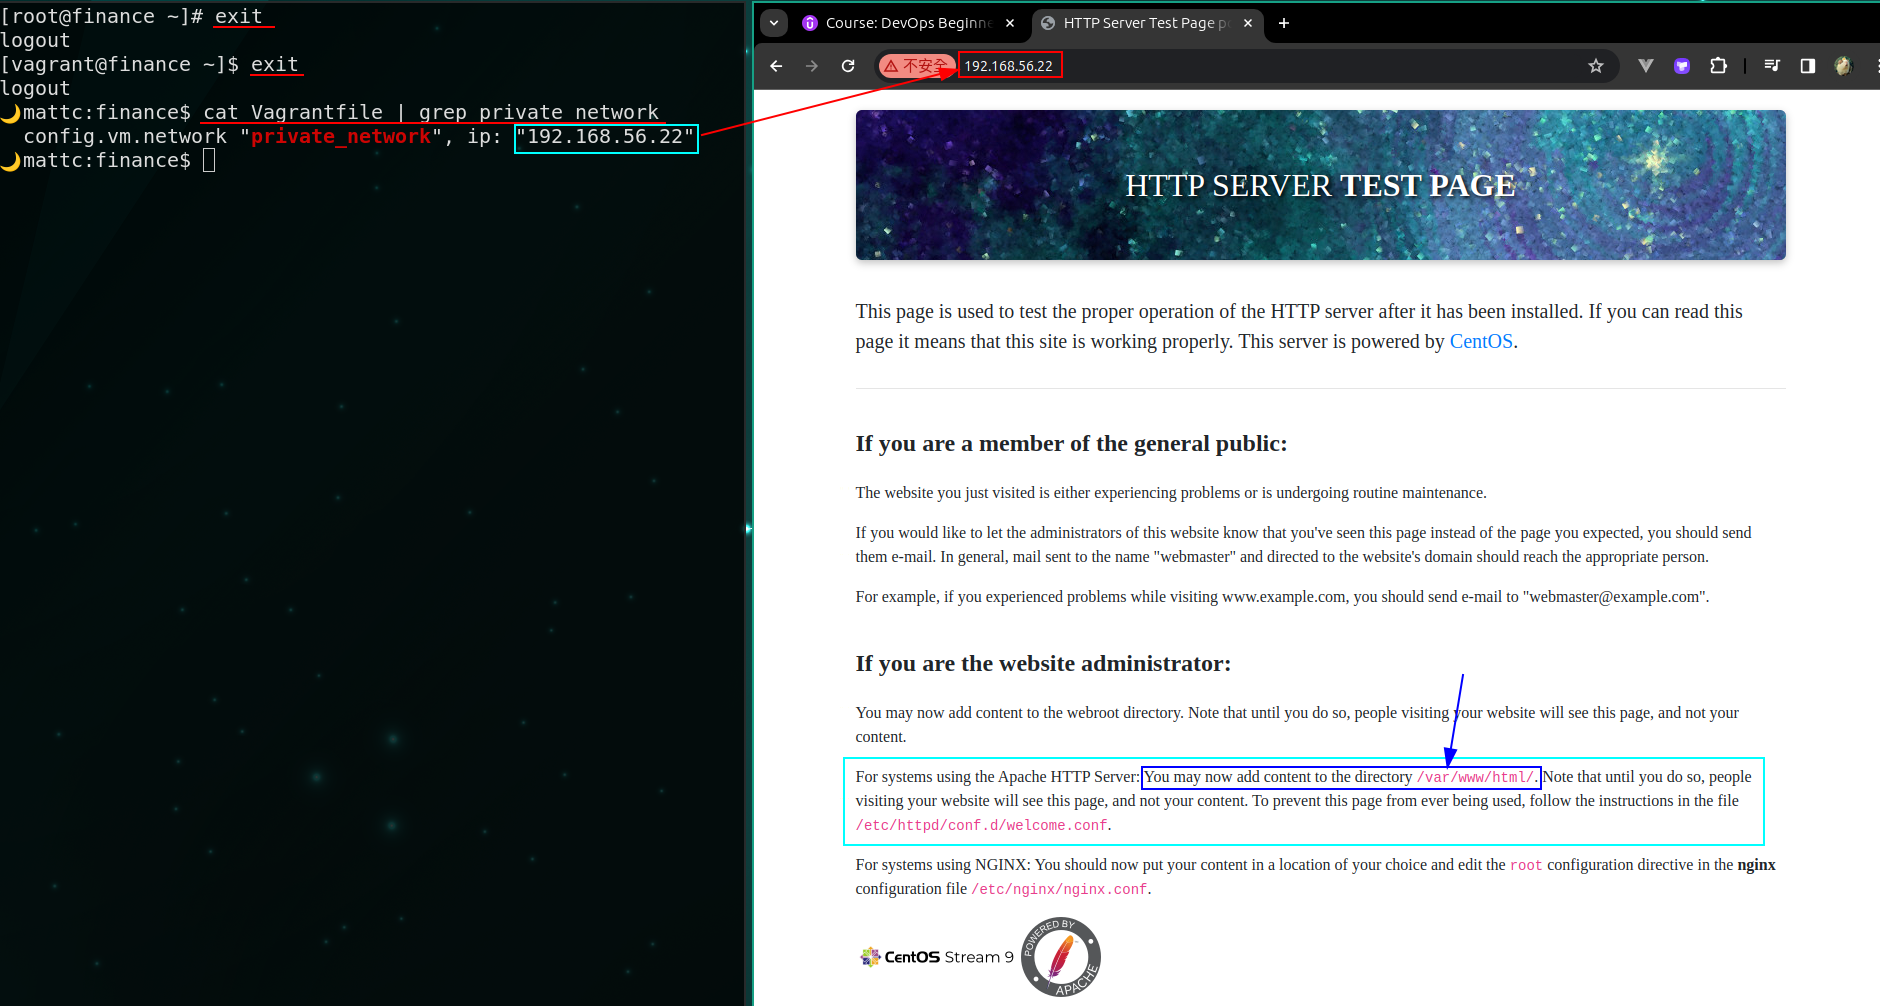 [root@finance ~]# exit
logout
[vagrant@finance ~]$ exit
logout
mattc:finance$ cat Vagrantfile | grep private_network
config.vm.network "private_network", ip: "192.168.56.22"
mattc:finance$
Course: DevOps Beginne
HTTP Server Test Page po
不安全
192.168.56.22
HTTP SERVER TEST PAGE
This page is used to test the proper operation of the HTTP server after it has been installed. If you can read this
page it means that this site is working properly. This server is powered by CentOS.
If you are a member of the general public:
The website you just visited is either experiencing problems or is undergoing routine maintenance.
If you would like to let the administrators of this website know that you've seen this page instead of the page you expected, you should send
them e-mail. In general, mail sent to the name "webmaster" and directed to the website's domain should reach the appropriate person.
For example, if you experienced problems while visiting www.example.com, you should send e-mail to "webmaster@example.com".
If you are the website administrator:
You may now add content to the webroot directory. Note that until you do so, people visiting your website will see this page, and not your
content.
For systems using the Apache HTTP Server: You may now add content to the directory /var/www/html/. Note that until you do so, people
visiting your website will see this page, and not your content. To prevent this page from ever being used, follow the instructions in the file
/etc/httpd/conf.d/welcome.conf.
For systems using NGINX: You should now put your content in a location of your choice and edit the root configuration directive in the nginx
configuration file /etc/nginx/nginx.conf.
CentOS Stream 9
POWERED BY
APACHE